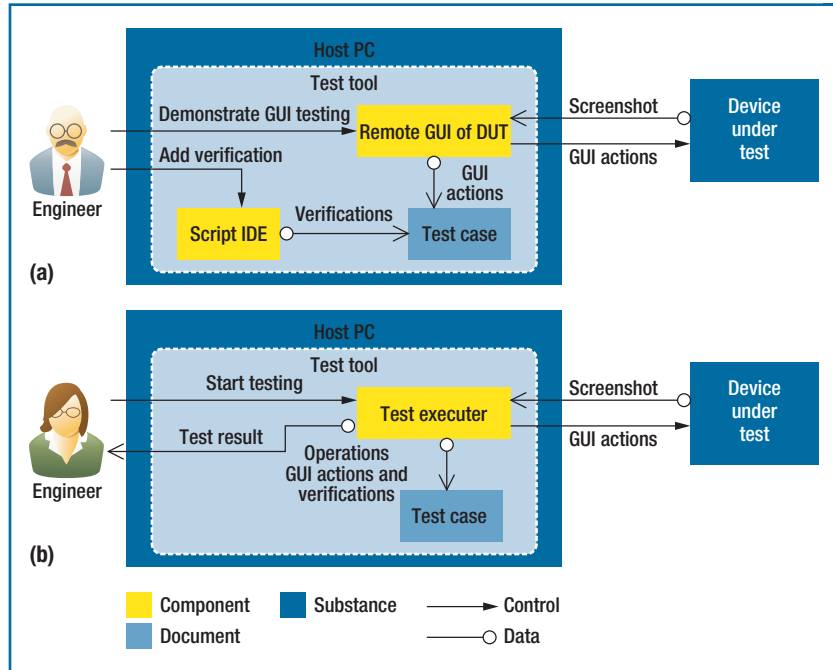 Host PC
Test tool
Demonstrate GUI testing
Remote GUI of DUT
Screenshot
Device
under
test
GUI actions
Add verification
GUI
actions
Engineer
Verifications
Script IDE
Test case
(a)
Host PC
Test tool
Start testing
Test executer
Screenshot
Device
under
test
GUI actions
Test result
Operations
GUI actions and
verifications
Engineer
Test case
(b)
Component
Substance
Control
Document
Data